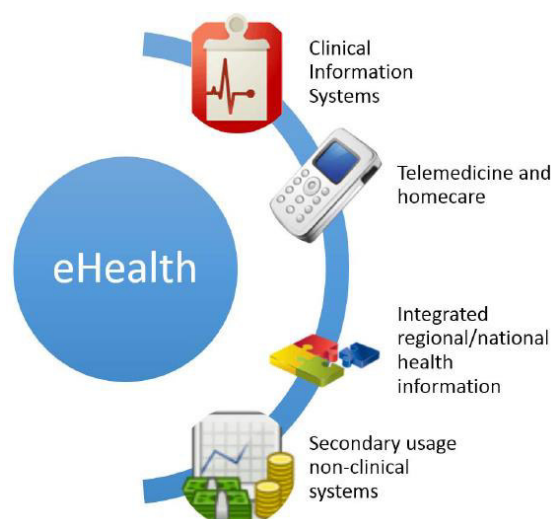 Clinical
Information
Systems
Telemedicine and
homecare
eHealth
Integrated
regional/national
health
information
Secondary usage
non-clinical
systems